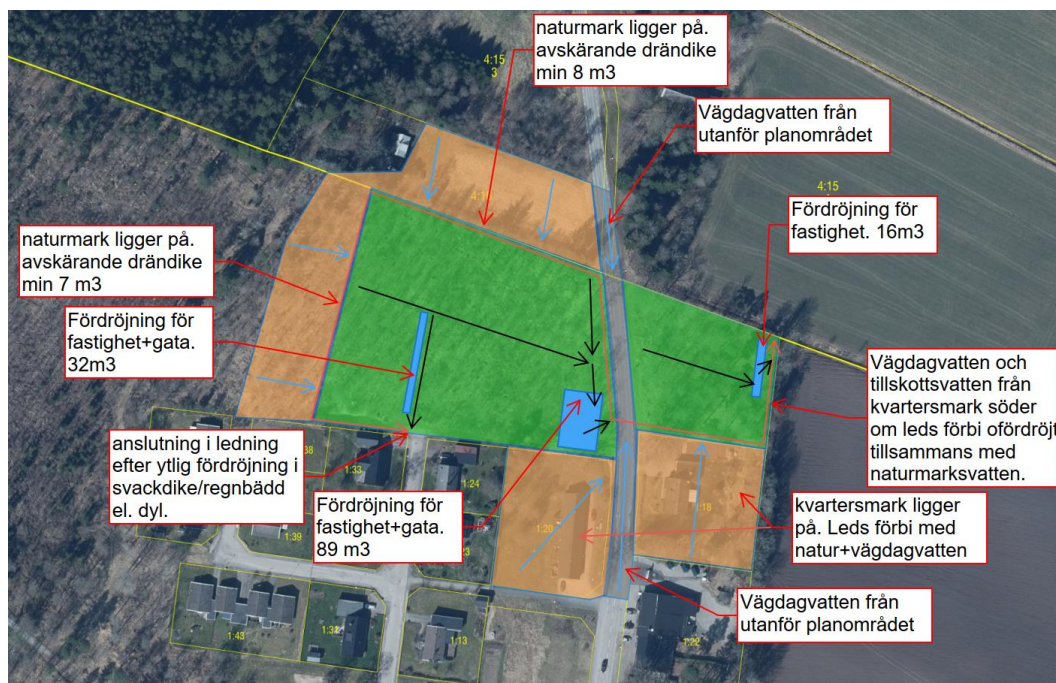 naturmark ligger på.
avskärande drändike
min 8 m3
4:15
3
Vägdagvatten från
utanför planområdet
4:15
Fördröjning för
fastighet. 16m3
naturmark ligger på.
avskärande drändike
min 7 m3
Fördröjning för
fastighet+gata.
32m3
Vägdagvatten och
tillskottsvatten från
kvartersmark söder
om leds förbi ofördröjt
tillsammans med
naturmarksvatten.
anslutning i ledning
efter ytlig fördröjning i
svackdike/regnbädd
el. dyl.
1:33
1:24
1:39
Fördröjning för
fastighet+gata.
89 m3
1:20
1:18
kvartersmark ligger
på. Leds förbi med
natur+vägdagvatten
Vägdagvatten från
utanför planområdet
1:43
1:13
1:22